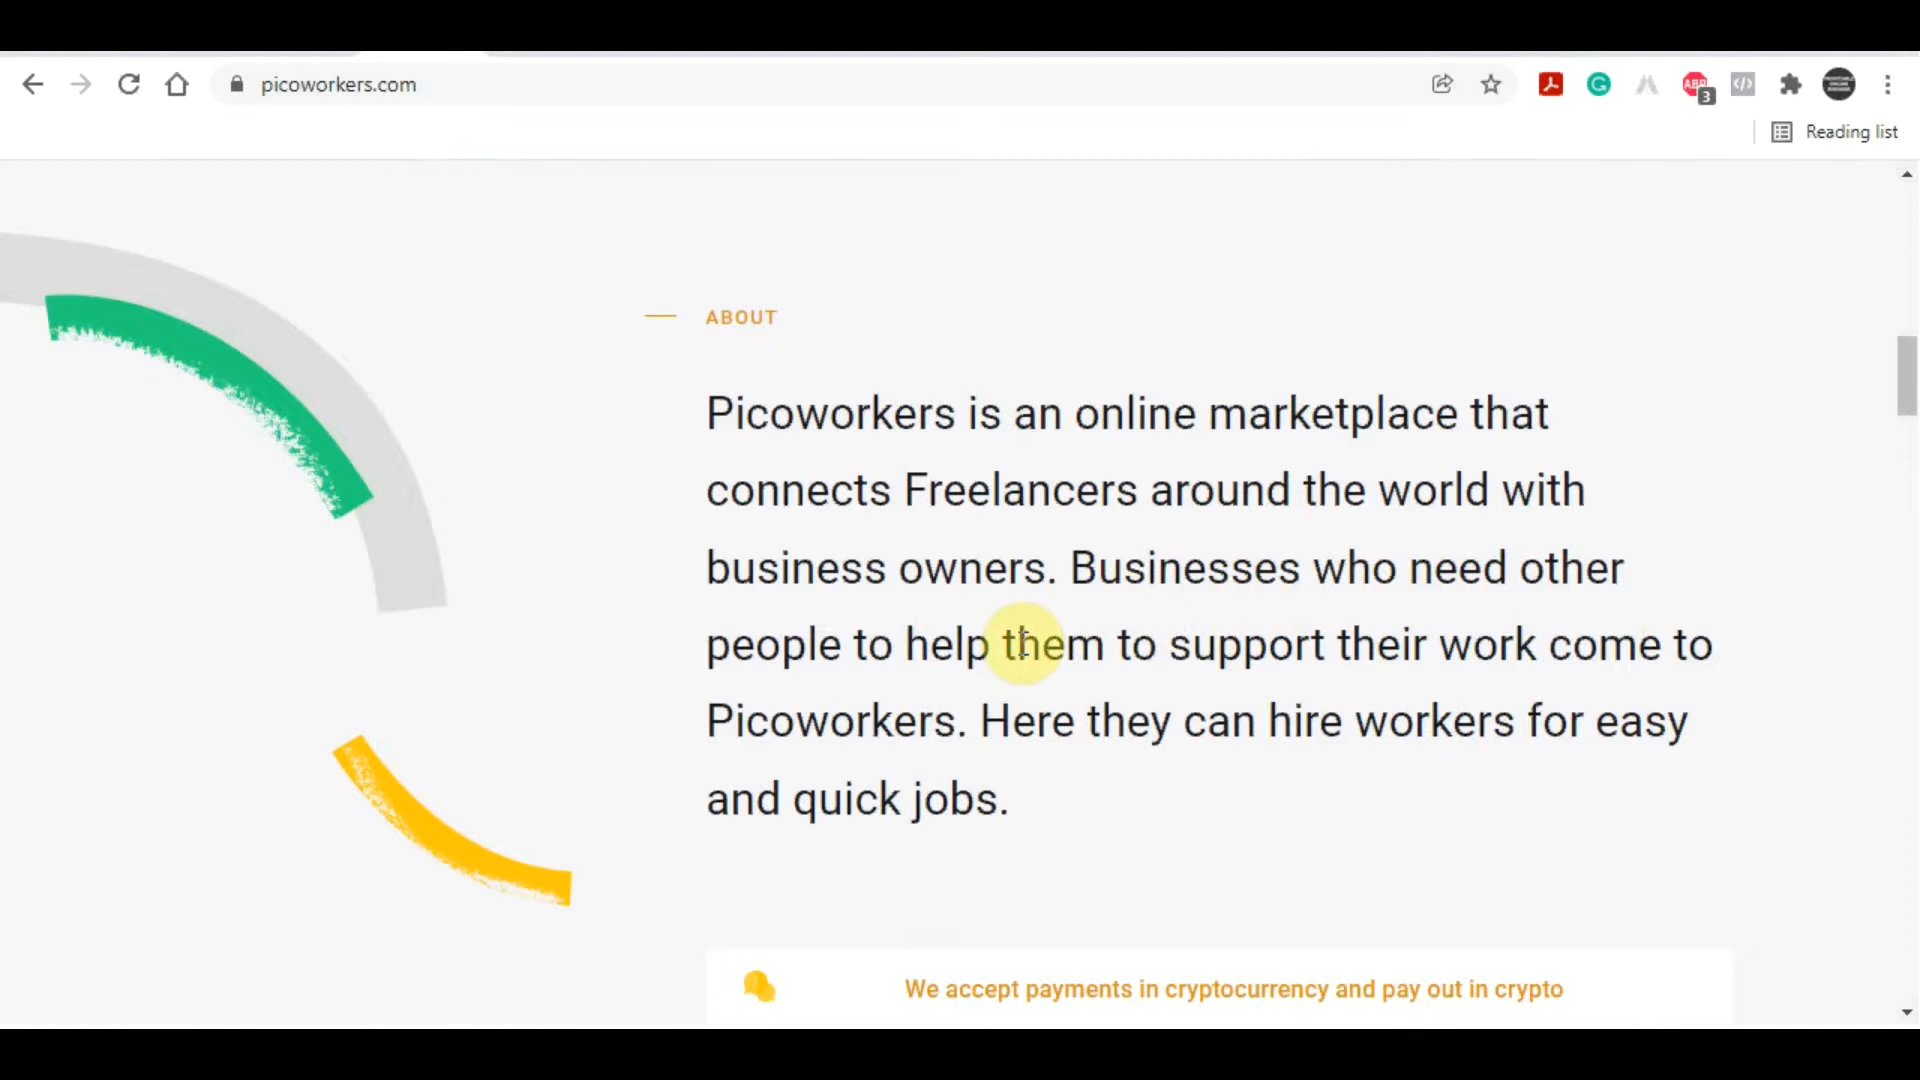 picoworkers.com
ABP
3
Reading list
ABOUT
Picoworkers is an online marketplace that
connects Freelancers around the world with
business owners. Businesses who need other
people to help them to support their work come to
Picoworkers. Here they can hire workers for easy
and quick jobs.
We accept payments in cryptocurrency and pay out in crypto